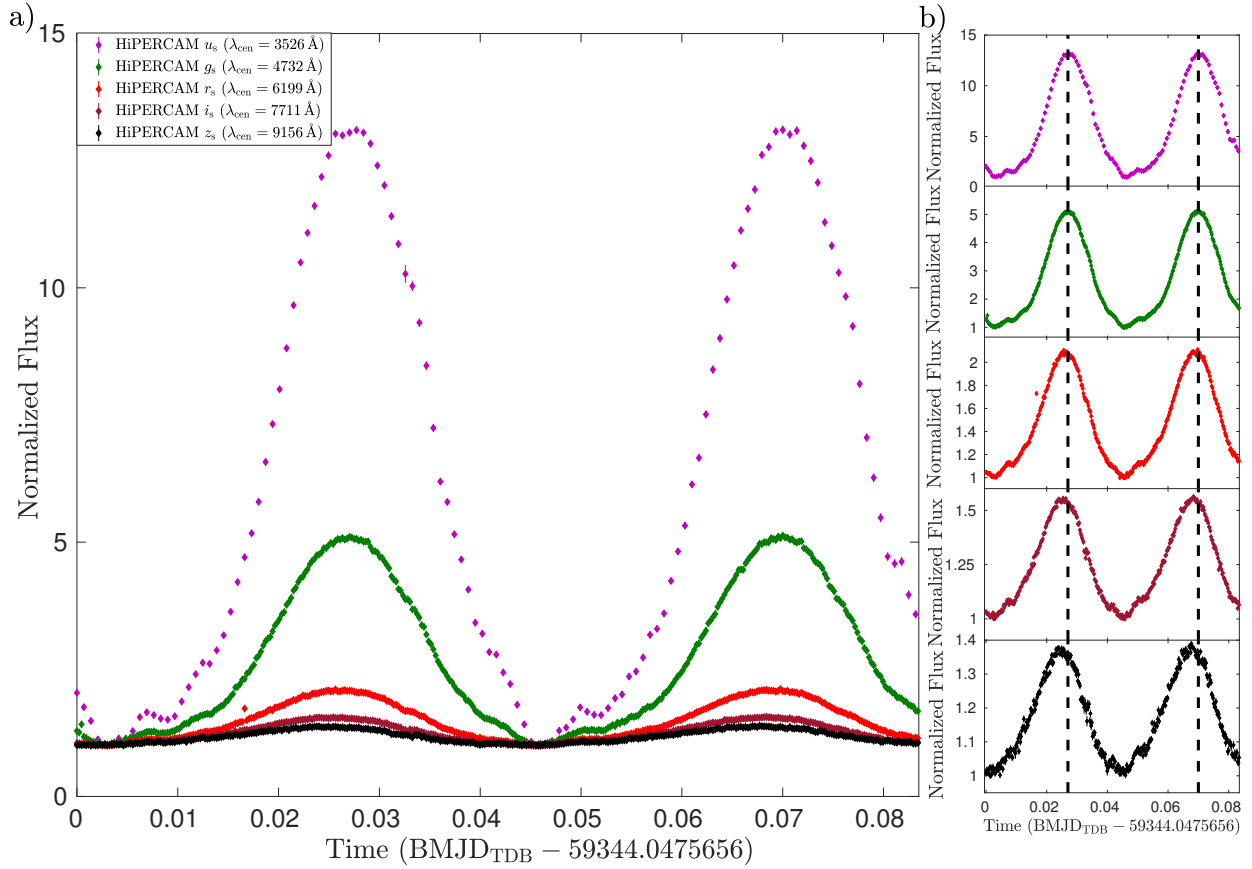 a)
15
10
5
0
Normalized Flux
HiPERCAM uₛ (λcen = 3526 Å)
HiPERCAM gₛ (λcen = 4732 Å)
HiPERCAM rₛ (λcen = 6199 Å)
HiPERCAM iₛ (λcen = 7711 Å)
HiPERCAM zₛ (λcen = 9156 Å)
0 0.01 0.02 0.03 0.04 0.05 0.06 0.07 0.08
Time (BMJD_TDB − 59344.0475656)
b)
Normalized Flux
15
10
5
0
Normalized Flux
5
4
3
2
1
Normalized Flux
2
1.8
1.6
1.4
1.2
1
Normalized Flux
1.5
1.25
1
Normalized Flux
1.4
1.3
1.2
1.1
1
0 0.02 0.04 0.06 0.08
Time (BMJD_TDB − 59344.0475656)